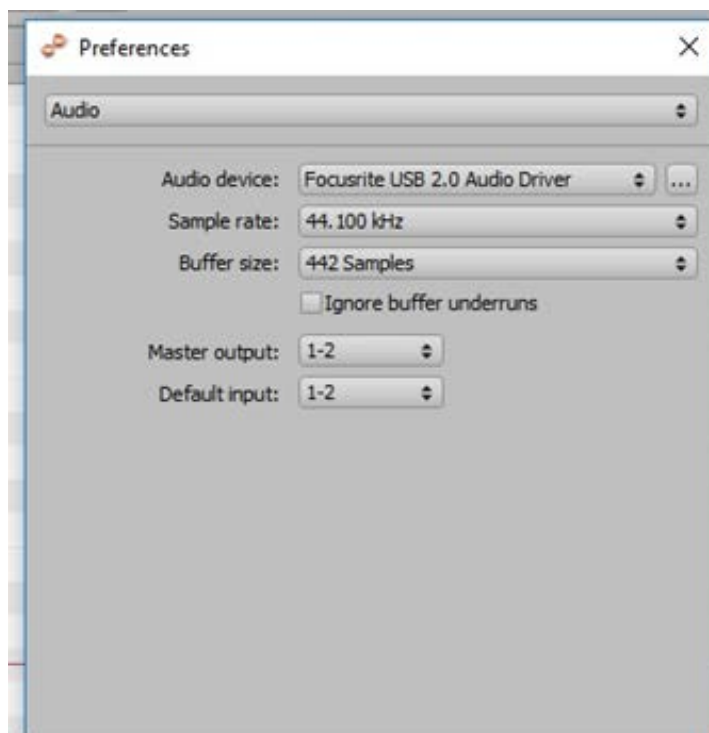 Preferences
Audio
Audio device: Focusrite USB 2.0 Audio Driver ...
Sample rate: 44.100 kHz
Buffer size: 442 Samples
Ignore buffer underruns
Master output: 1-2
Default input: 1-2